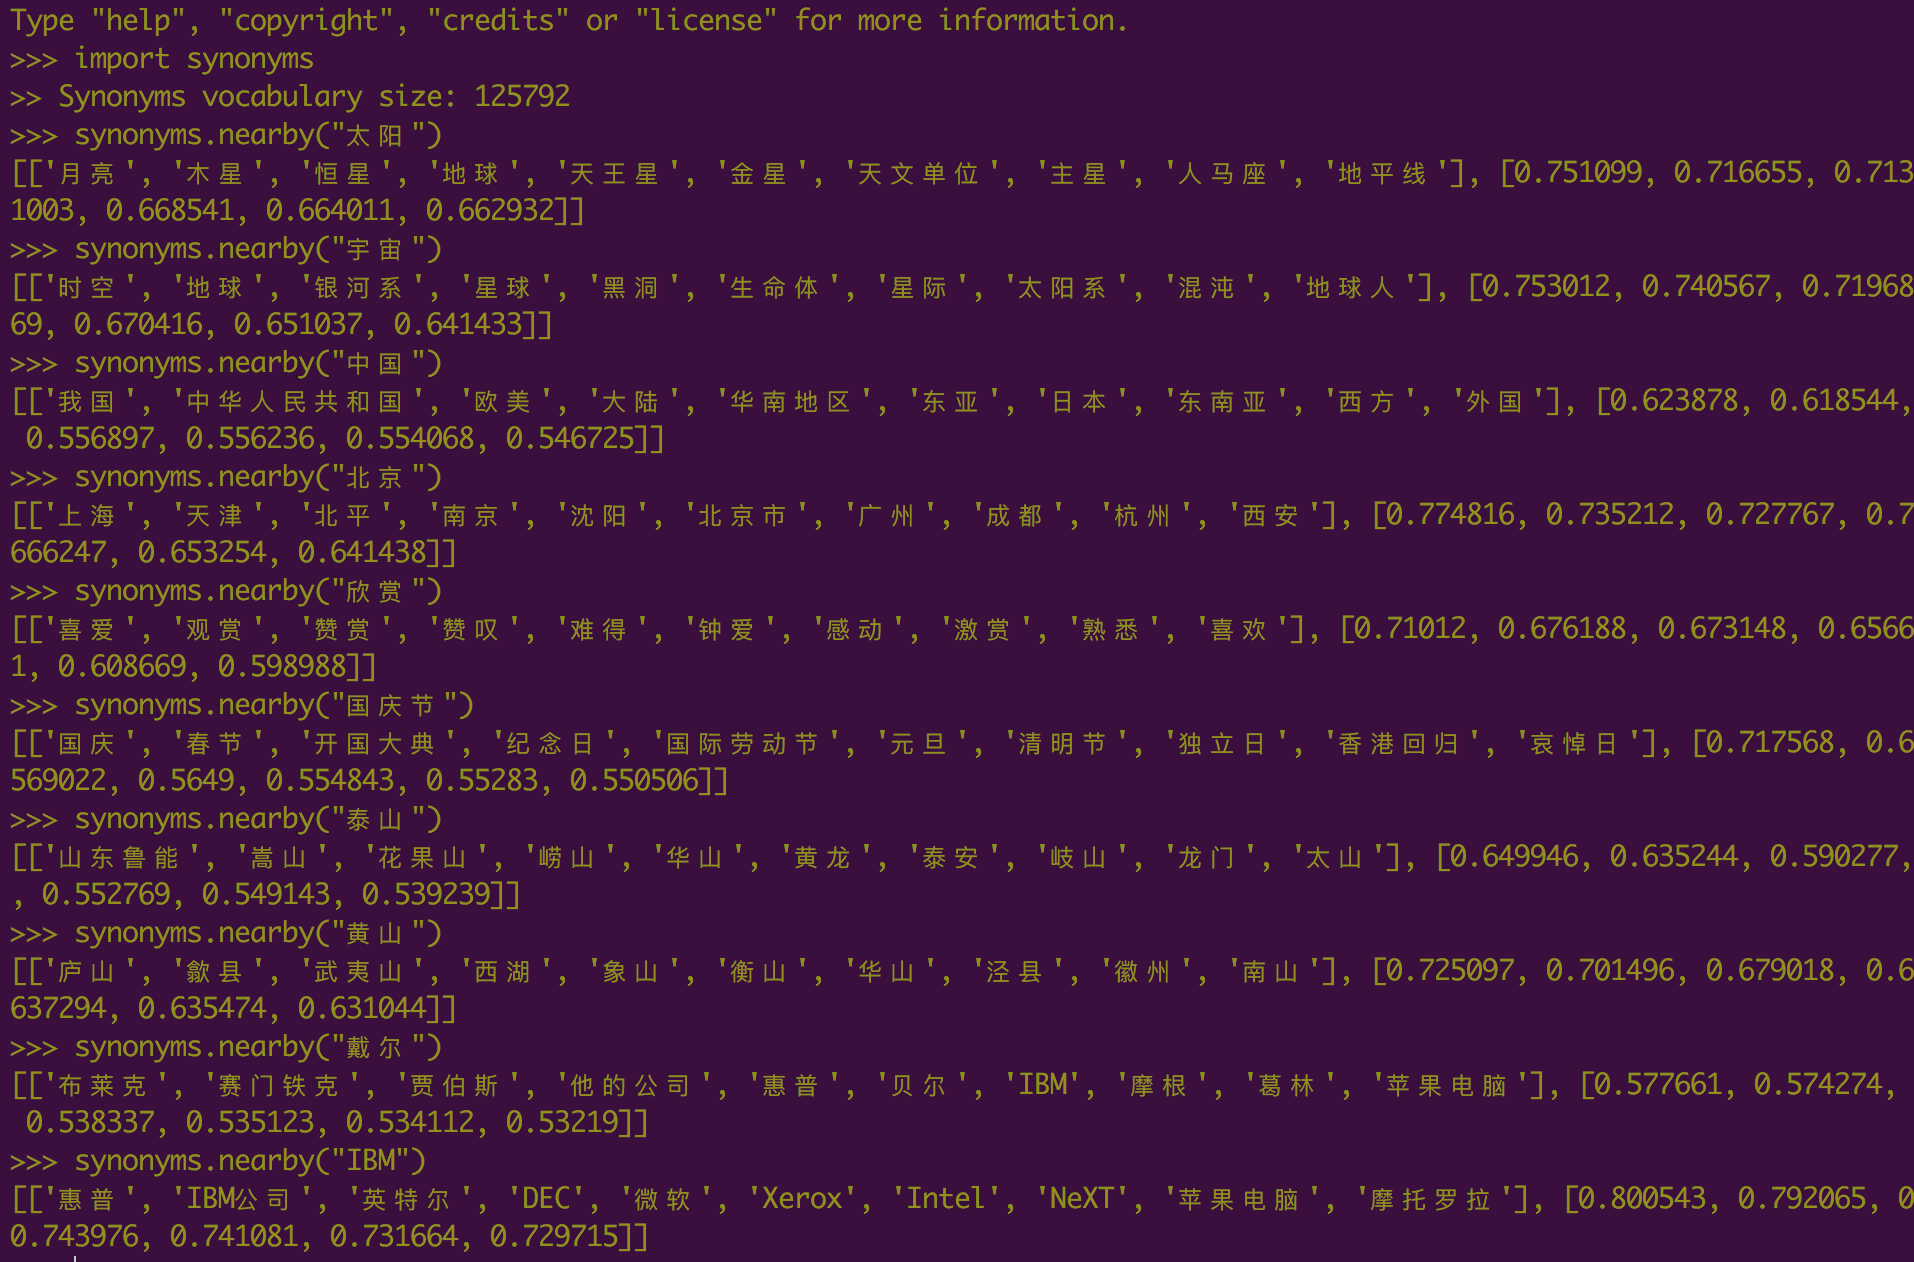 Type "help", "copyright", "credits" or "license" for more information.
>>> import synonyms
>> Synonyms vocabulary size: 125792
>>> synonyms.nearby("太阳")
[['月亮', '木星', '恒星', '地球', '天王星', '金星', '天文单位', '主星', '人马座', '地平线'], [0.751099, 0.716655, 0.713
1003, 0.668541, 0.664011, 0.662932]]
>>> synonyms.nearby("宇宙")
[['时空', '地球', '银河系', '星球', '黑洞', '生命体', '星际', '太阳系', '混沌', '地球人'], [0.753012, 0.740567, 0.71968
69, 0.670416, 0.651037, 0.641433]]
>>> synonyms.nearby("中国")
[['我国', '中华人民共和国', '欧美', '大陆', '华南地区', '东亚', '日本', '东南亚', '西方', '外国'], [0.623878, 0.618544,
 0.556897, 0.556236, 0.554068, 0.546725]]
>>> synonyms.nearby("北京")
[['上海', '天津', '北平', '南京', '沈阳', '北京市', '广州', '成都', '杭州', '西安'], [0.774816, 0.735212, 0.727767, 0.7
666247, 0.653254, 0.641438]]
>>> synonyms.nearby("欣赏")
[['喜爱', '观赏', '赞赏', '赞叹', '难得', '钟爱', '感动', '激赏', '熟悉', '喜欢'], [0.71012, 0.676188, 0.673148, 0.6566
1, 0.608669, 0.598988]]
>>> synonyms.nearby("国庆节")
[['国庆', '春节', '开国大典', '纪念日', '国际劳动节', '元旦', '清明节', '独立日', '香港回归', '哀悼日'], [0.717568, 0.6
569022, 0.5649, 0.554843, 0.55283, 0.550506]]
>>> synonyms.nearby("泰山")
[['山东鲁能', '嵩山', '花果山', '崂山', '华山', '黄龙', '泰安', '岐山', '龙门', '太山'], [0.649946, 0.635244, 0.590277,
, 0.552769, 0.549143, 0.539239]]
>>> synonyms.nearby("黄山")
[['庐山', '歙县', '武夷山', '西湖', '象山', '衡山', '华山', '泾县', '徽州', '南山'], [0.725097, 0.701496, 0.679018, 0.6
637294, 0.635474, 0.631044]]
>>> synonyms.nearby("戴尔")
[['布莱克', '赛门铁克', '贾伯斯', '他的公司', '惠普', '贝尔', 'IBM', '摩根', '葛林', '苹果电脑'], [0.577661, 0.574274,
 0.538337, 0.535123, 0.534112, 0.53219]]
>>> synonyms.nearby("IBM")
[['惠普', 'IBM公司', '英特尔', 'DEC', '微软', 'Xerox', 'Intel', 'NeXT', '苹果电脑', '摩托罗拉'], [0.800543, 0.792065, 0
0.743976, 0.741081, 0.731664, 0.729715]]